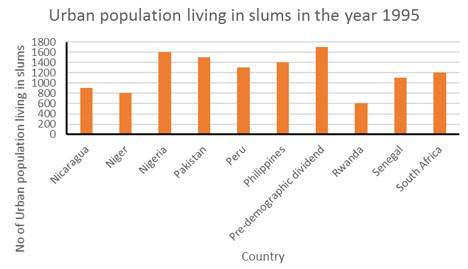 Urban population living in slums in the year 1995
No of Urban population living in slums
1800
1600
1400
1200
1000
800
600
400
200
0
Nicaragua
Niger
Nigeria
Pakistan
Peru
Philippines
Pre-demographic dividend
Rwanda
Senegal
South Africa
Country